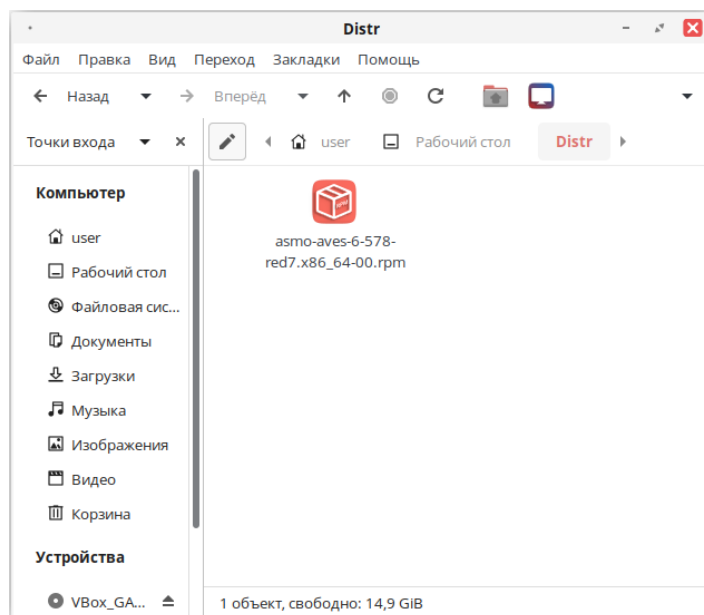 Distr
Файл Правка Вид Переход Закладки Помощь
Назад Вперёд
Точки входа user Рабочий стол Distr
Компьютер
user
Рабочий стол
Файловая сис...
Документы
Загрузки
Музыка
Изображения
Видео
Корзина
Устройства
VBox_GA...
asmo-aves-6-578-
red7.x86_64-00.rpm
1 объект, свободно: 14,9 GiB